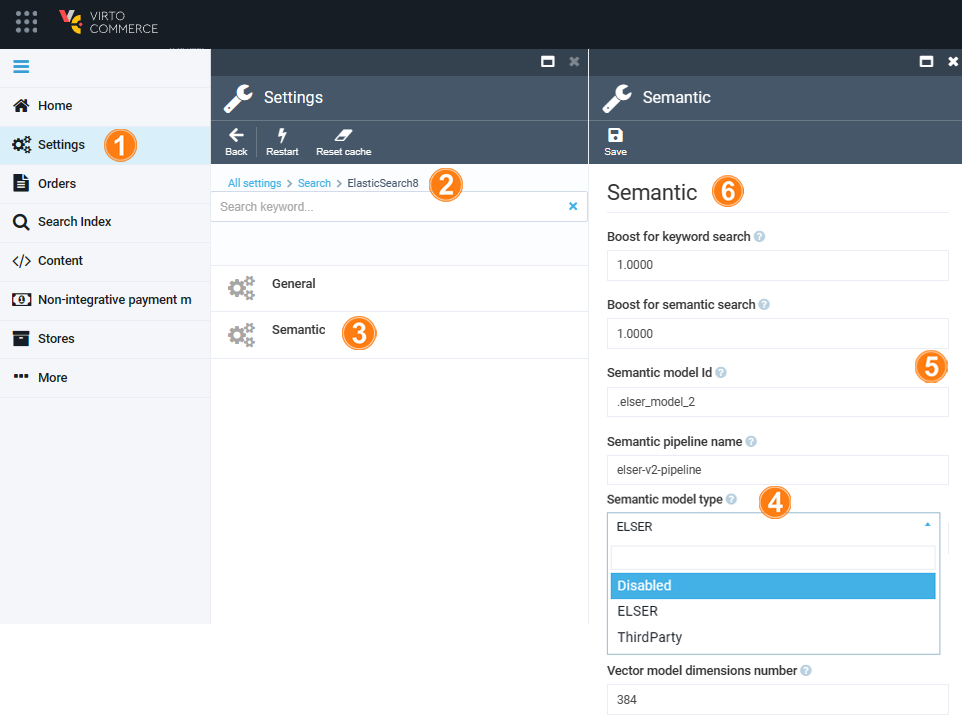 VIRTO
COMMERCE
Home
Settings 1
Orders
Search Index
Content
Non-integrative payment m
Stores
More
Settings
Back Restart Reset cache
All settings > Search > ElasticSearch8 2
Search keyword...
General
Semantic 3
Semantic
Save
Semantic 6
Boost for keyword search ?
1.0000
Boost for semantic search ?
1.0000
5
Semantic model Id ?
.elser_model_2
Semantic pipeline name ?
elser-v2-pipeline
Semantic model type ? 4
ELSER
Disabled
ELSER
ThirdParty
Vector model dimensions number ?
384